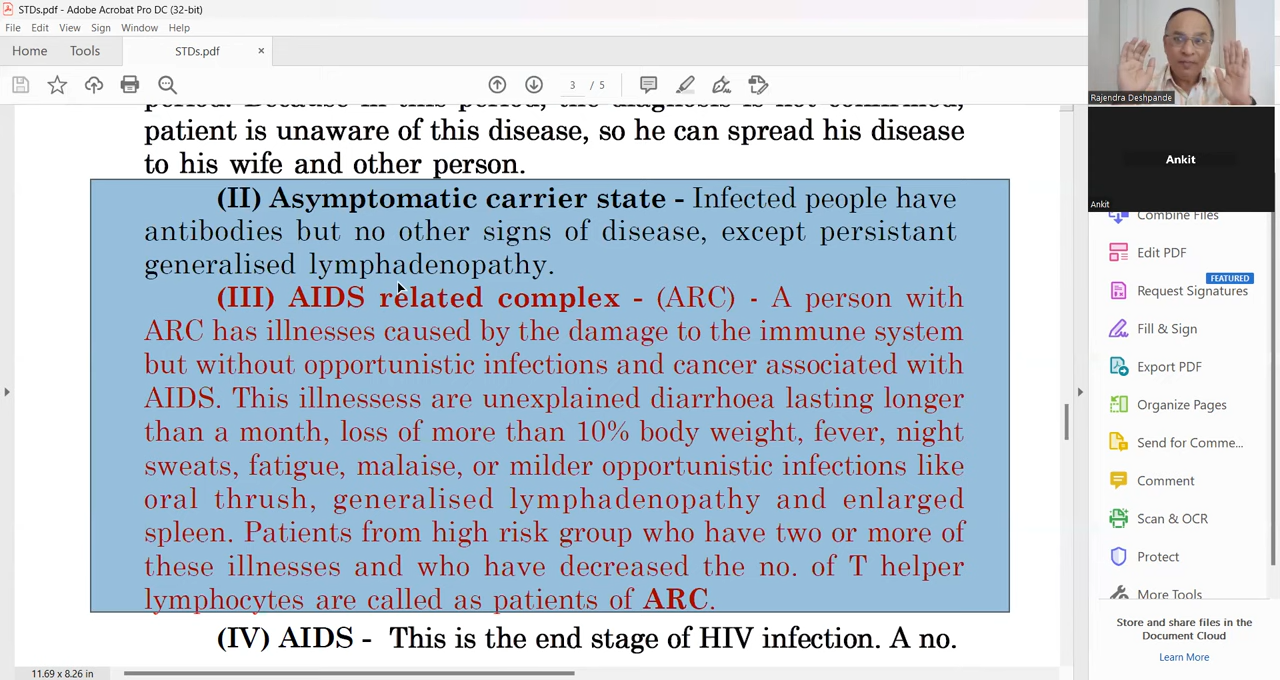 STDs.pdf - Adobe Acrobat Pro DC (32-bit)
File Edit View Sign Window Help
Home Tools STDs.pdf ×
3 / 5
period. Because in this period, the diagnosis is not confirmed,
patient is unaware of this disease, so he can spread his disease
to his wife and other person.
(II) Asymptomatic carrier state - Infected people have
antibodies but no other signs of disease, except persistant
generalised lymphadenopathy.
(III) AIDS related complex - (ARC) - A person with
ARC has illnesses caused by the damage to the immune system
but without opportunistic infections and cancer associated with
AIDS. This illnessess are unexplained diarrhoea lasting longer
than a month, loss of more than 10% body weight, fever, night
sweats, fatigue, malaise, or milder opportunistic infections like
oral thrush, generalised lymphadenopathy and enlarged
spleen. Patients from high risk group who have two or more of
these illnesses and who have decreased the no. of T helper
lymphocytes are called as patients of ARC.
(IV) AIDS - This is the end stage of HIV infection. A no.
11.69 x 8.26 in
Rajendra Deshpande
Ankit
Ankit
Combine Files
Edit PDF
FEATURED
Request Signatures
Fill & Sign
Export PDF
Organize Pages
Send for Comme...
Comment
Scan & OCR
Protect
More Tools
Store and share files in the
Document Cloud
Learn More